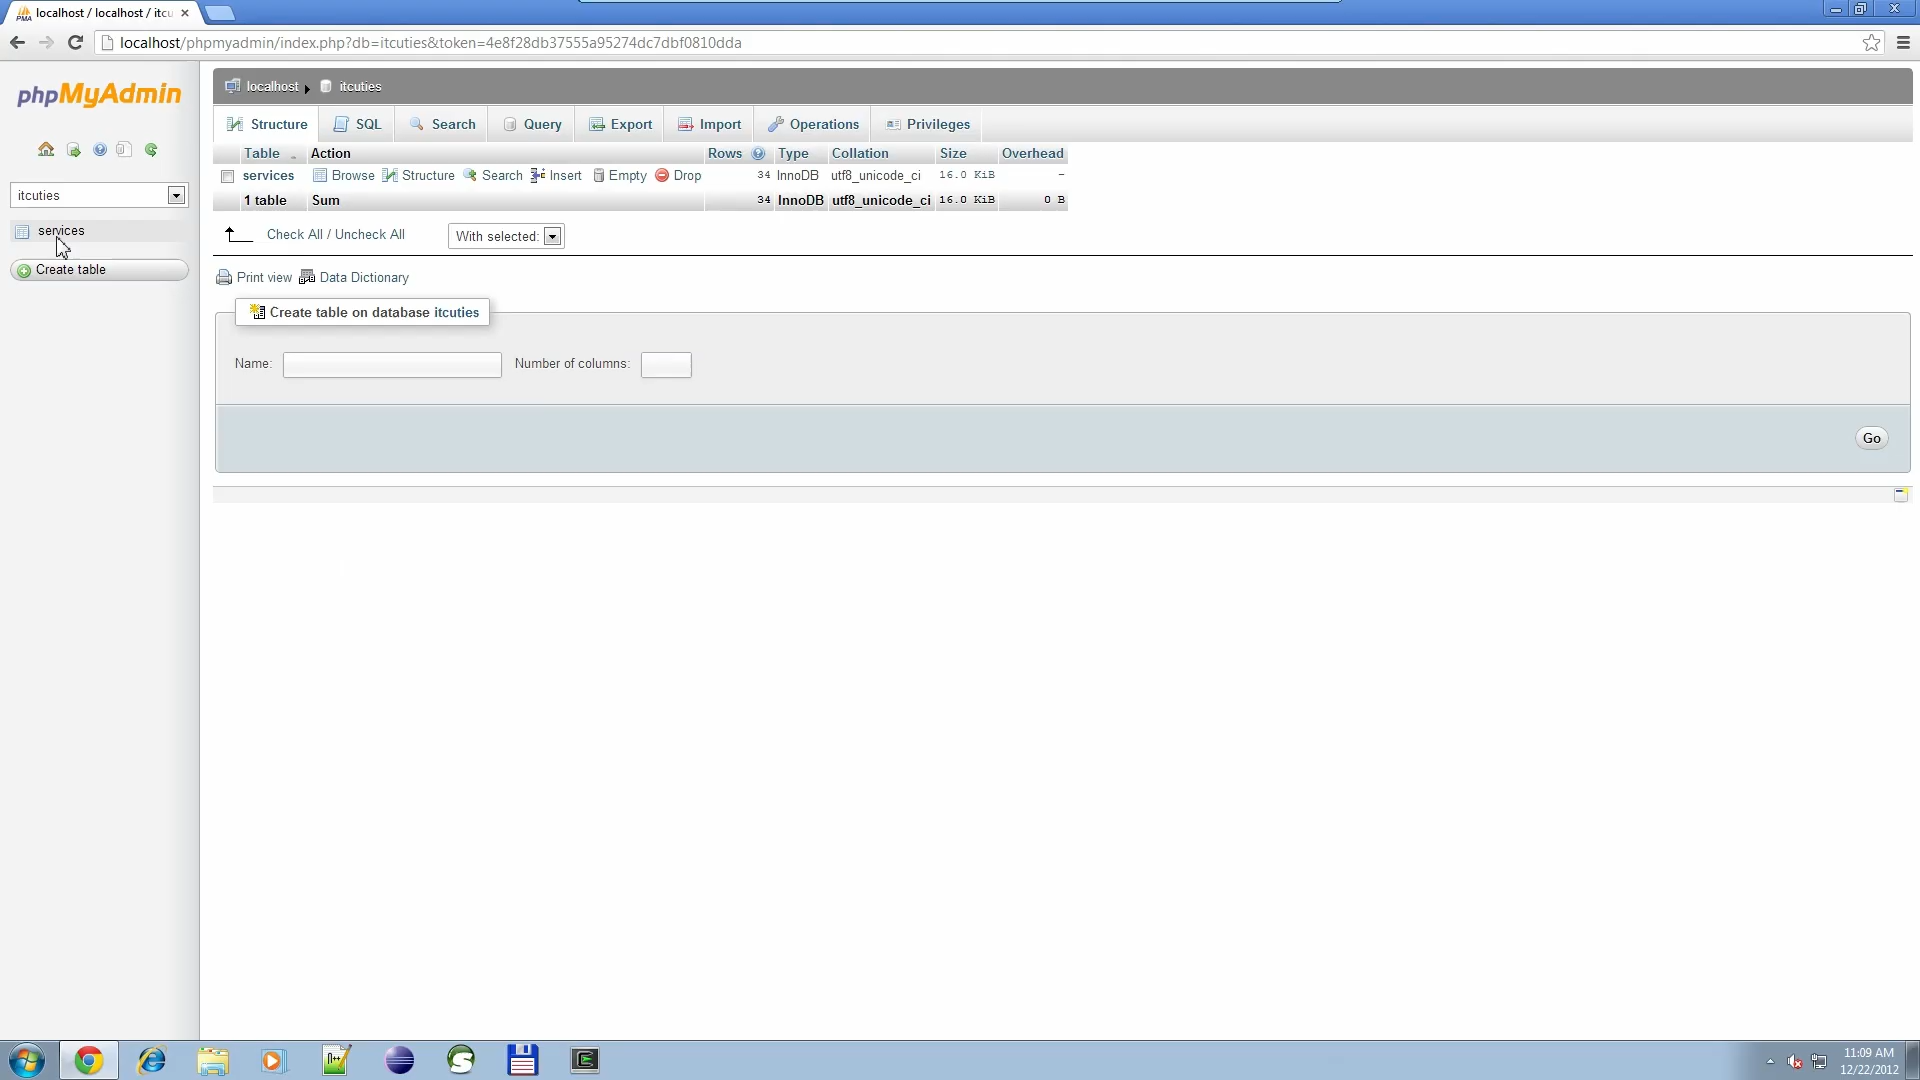 localhost / localhost / itcu
localhost/phpmyadmin/index.php?db=itcuties&token=4e8f28db37555a95274dc7dbf0810dda
phpMyAdmin
localhost itcuties
Structure SQL Search Query Export Import Operations Privileges
Table Action Rows Type Collation Size Overhead
services Browse Structure Search Insert Empty Drop 34 InnoDB utf8_unicode_ci 16.0 KiB -
1 table Sum 34 InnoDB utf8_unicode_ci 16.0 KiB 0 B
itcuties
services
Create table
Check All / Uncheck All With selected:
Print view Data Dictionary
Create table on database itcuties
Name: Number of columns:
Go
11:09 AM
12/22/2012